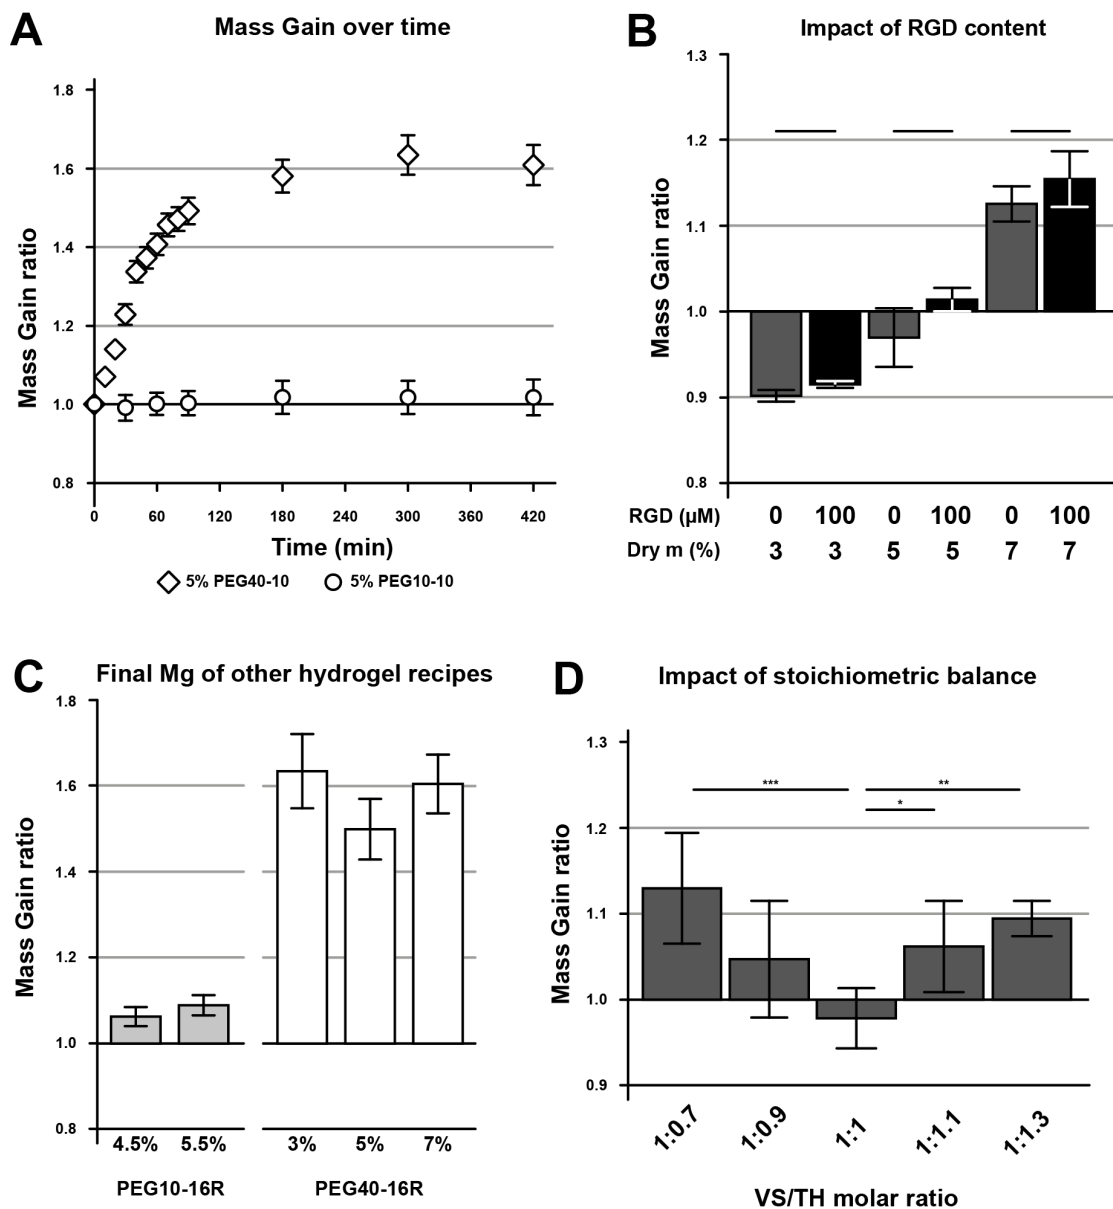 A
Mass Gain over time
Mass Gain ratio
1.8
1.6
1.4
1.2
1.0
0.8
0 60 120 180 240 300 360 420
Time (min)
5% PEG40-10 5% PEG10-10
B
Impact of RGD content
Mass Gain ratio
1.3
1.2
1.1
1.0
0.9
0.8
RGD (µM) 0 100 0 100 0 100
Dry m (%) 3 3 5 5 7 7
C
Final Mg of other hydrogel recipes
Mass Gain ratio
1.8
1.6
1.4
1.2
1.0
0.8
4.5% 5.5% 3% 5% 7%
PEG10-16R PEG40-16R
D
Impact of stoichiometric balance
Mass Gain ratio
1.3
1.2
1.1
1.0
0.9
*** **
*
1:0.7 1:0.9 1:1 1:1.1 1:1.3
VS/TH molar ratio